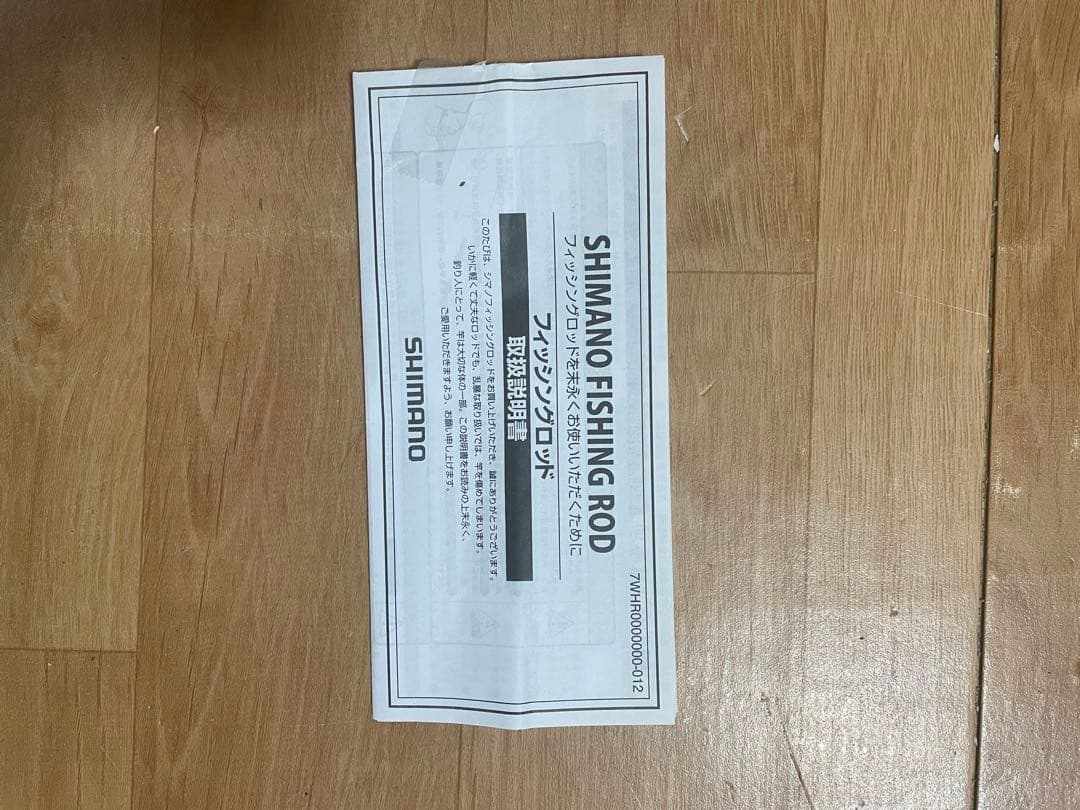 7WHR0000000-012
SHIMANO FISHING ROD
フィッシングロッドを末永くお使いいただくために
フィッシングロッド
取扱説明書
このたびは、シマノフィッシングロッドをお買い上げいただき、誠にありがとうございます。
いかに軽くて丈夫なロッドでも、乱暴な取り扱いでは、竿を傷めてしまいます。
釣り人にとって、竿は大切な体の一部。この説明書をお読みの上末永く、
ご愛用いただきますよう、お願い申し上げます。
SHIMANO